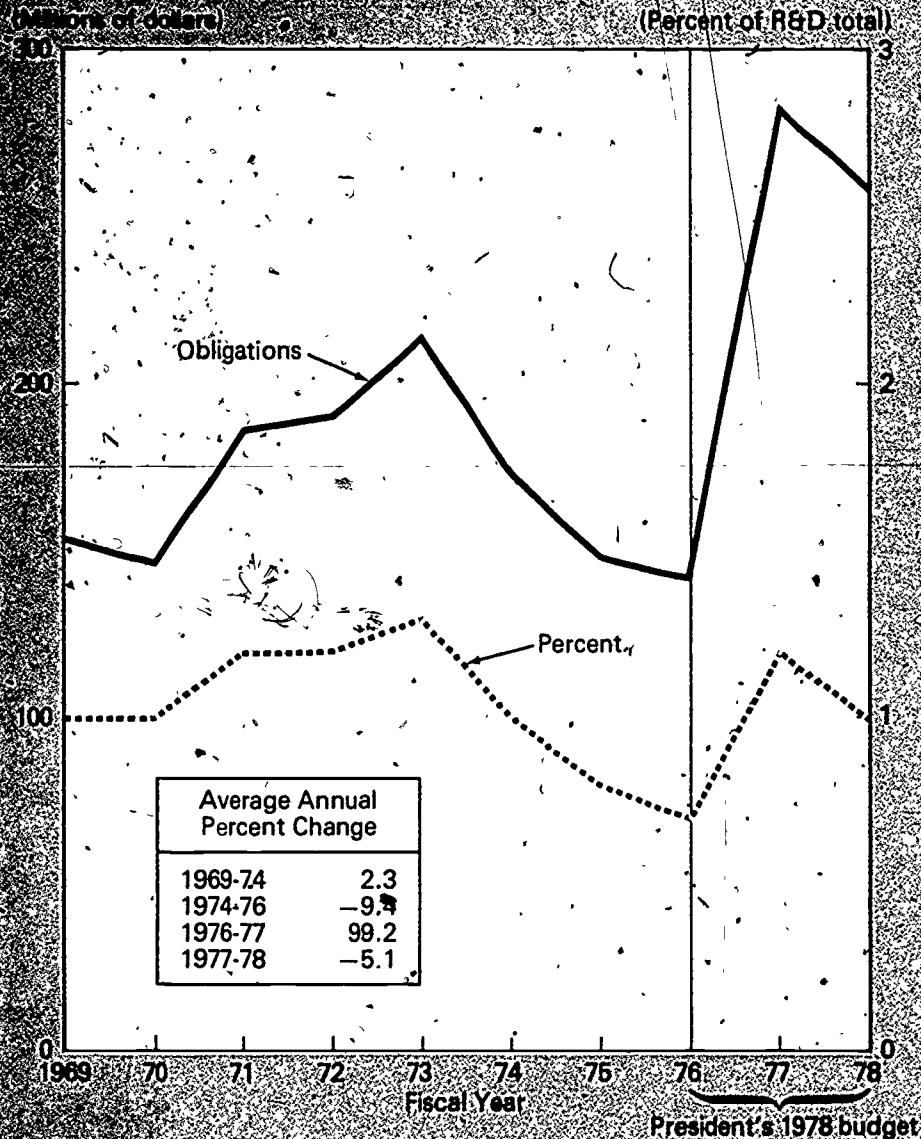 (Millions of dollars)
(Percent of R&D total)
300
3
Obligations
200
2
Percent
100
1
Average Annual
Percent Change
1969-74 2.3
1974-76 −9.4
1976-77 99.2
1977-78 −5.1
0
0
1969 70 71 72 73 74 75 76 77 78
Fiscal Year
President's 1978 budget